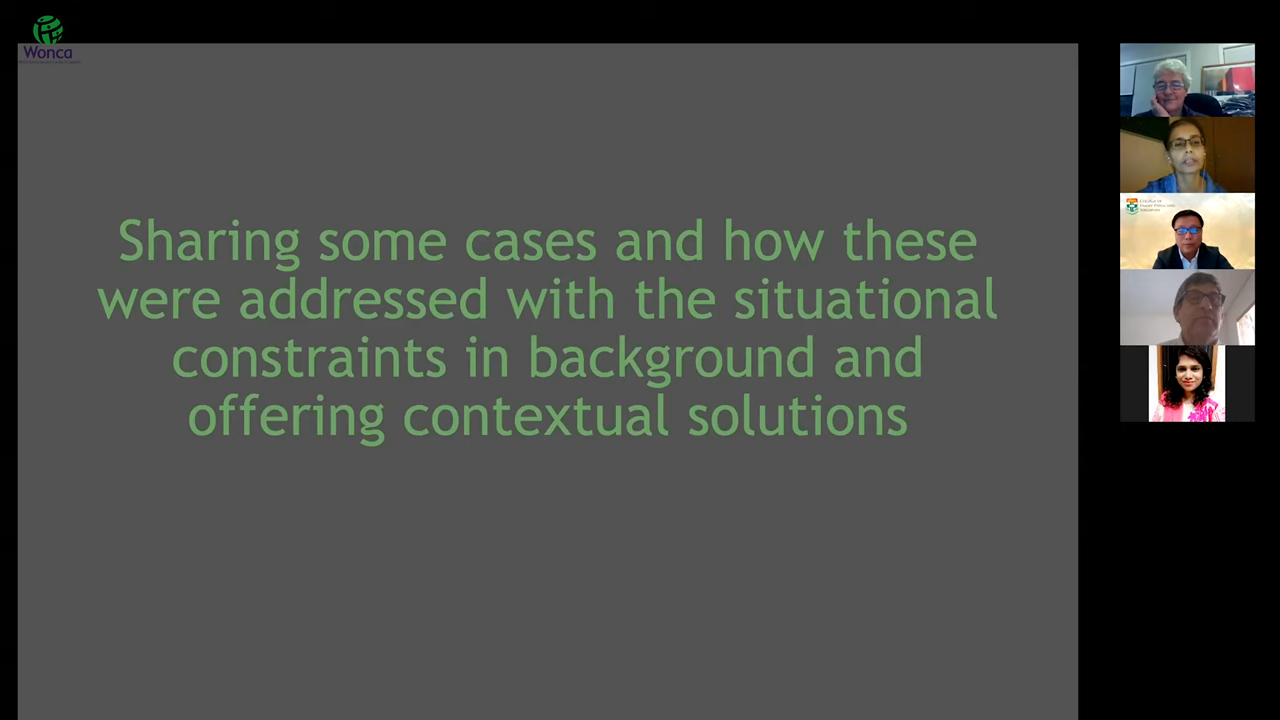 Wonca
Sharing some cases and how these
were addressed with the situational
constraints in background and
offering contextual solutions